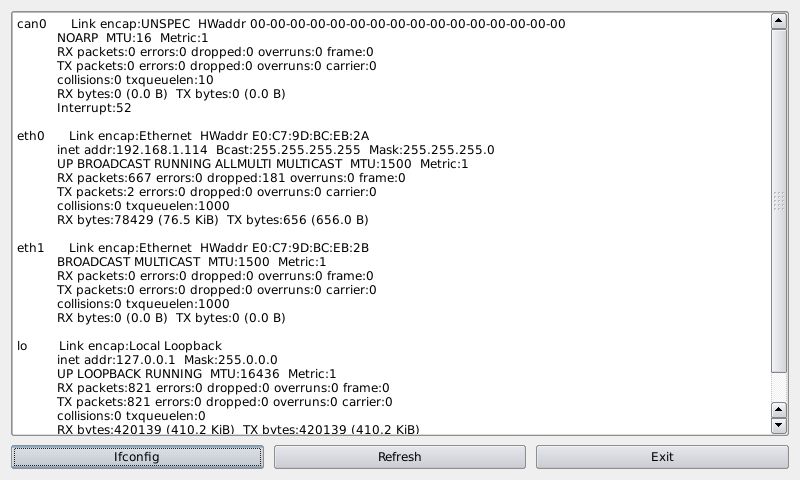 can0 Link encap:UNSPEC HWaddr 00-00-00-00-00-00-00-00-00-00-00-00-00-00-00-00
NOARP MTU:16 Metric:1
RX packets:0 errors:0 dropped:0 overruns:0 frame:0
TX packets:0 errors:0 dropped:0 overruns:0 carrier:0
collisions:0 txqueuelen:10
RX bytes:0 (0.0 B) TX bytes:0 (0.0 B)
Interrupt:52
eth0 Link encap:Ethernet HWaddr E0:C7:9D:BC:EB:2A
inet addr:192.168.1.114 Bcast:255.255.255.255 Mask:255.255.255.0
UP BROADCAST RUNNING ALLMULTI MULTICAST MTU:1500 Metric:1
RX packets:667 errors:0 dropped:181 overruns:0 frame:0
TX packets:2 errors:0 dropped:0 overruns:0 carrier:0
collisions:0 txqueuelen:1000
RX bytes:78429 (76.5 KiB) TX bytes:656 (656.0 B)
eth1 Link encap:Ethernet HWaddr E0:C7:9D:BC:EB:2B
BROADCAST MULTICAST MTU:1500 Metric:1
RX packets:0 errors:0 dropped:0 overruns:0 frame:0
TX packets:0 errors:0 dropped:0 overruns:0 carrier:0
collisions:0 txqueuelen:1000
RX bytes:0 (0.0 B) TX bytes:0 (0.0 B)
lo Link encap:Local Loopback
inet addr:127.0.0.1 Mask:255.0.0.0
UP LOOPBACK RUNNING MTU:16436 Metric:1
RX packets:821 errors:0 dropped:0 overruns:0 frame:0
TX packets:821 errors:0 dropped:0 overruns:0 carrier:0
collisions:0 txqueuelen:0
RX bytes:420139 (410.2 KiB) TX bytes:420139 (410.2 KiB)
Ifconfig Refresh Exit